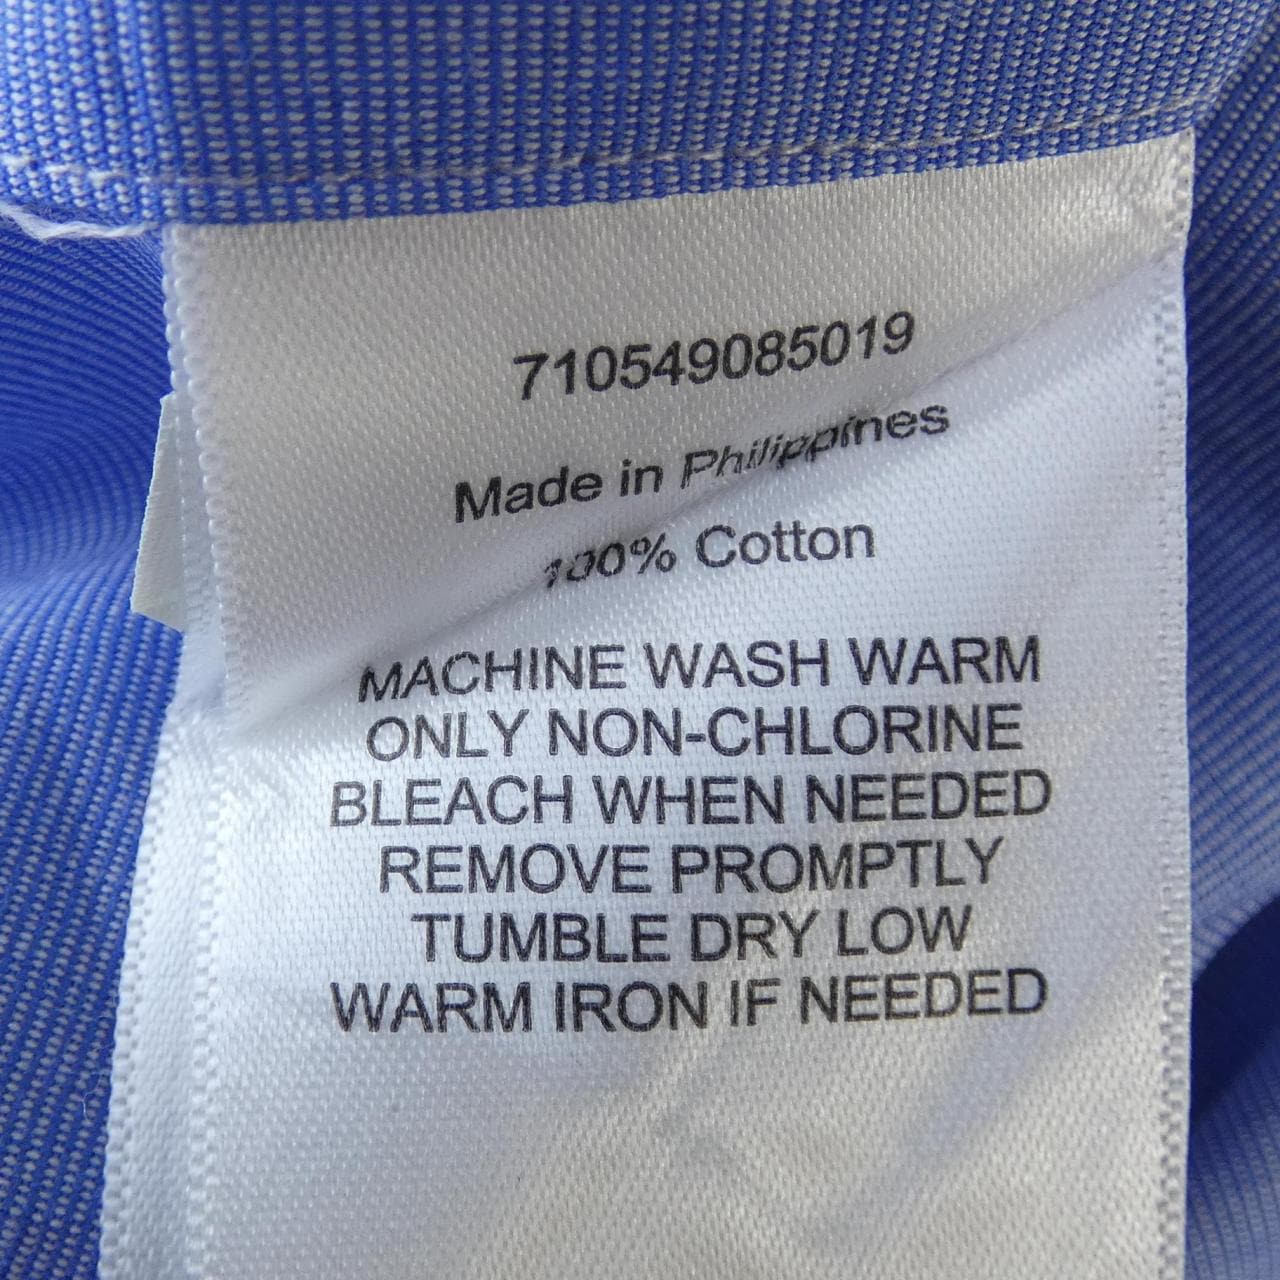 710549085019
Made in Philippines
100% Cotton
MACHINE WASH WARM
ONLY NON-CHLORINE
BLEACH WHEN NEEDED
REMOVE PROMPTLY
TUMBLE DRY LOW
WARM IRON IF NEEDED